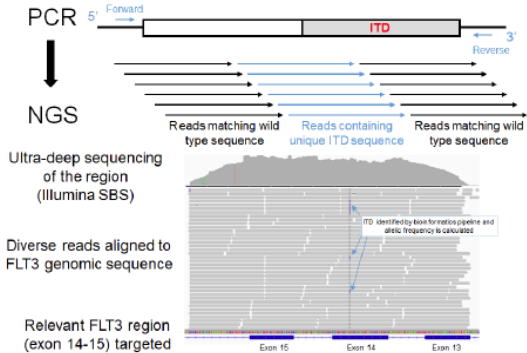 PCR
5' Forward
ITD
3'
Reverse
NGS
Reads matching wild
type sequence
Reads containing
unique ITD sequence
Reads matching wild
type sequence
Ultra-deep sequencing
of the region
(Illumina SBS)
ITD identified by bioinformatics pipeline and
allelic frequency is calculated
Diverse reads aligned to
FLT3 genomic sequence
Relevant FLT3 region
(exon 14-15) targeted
Exon 15
Exon 14
Exon 13